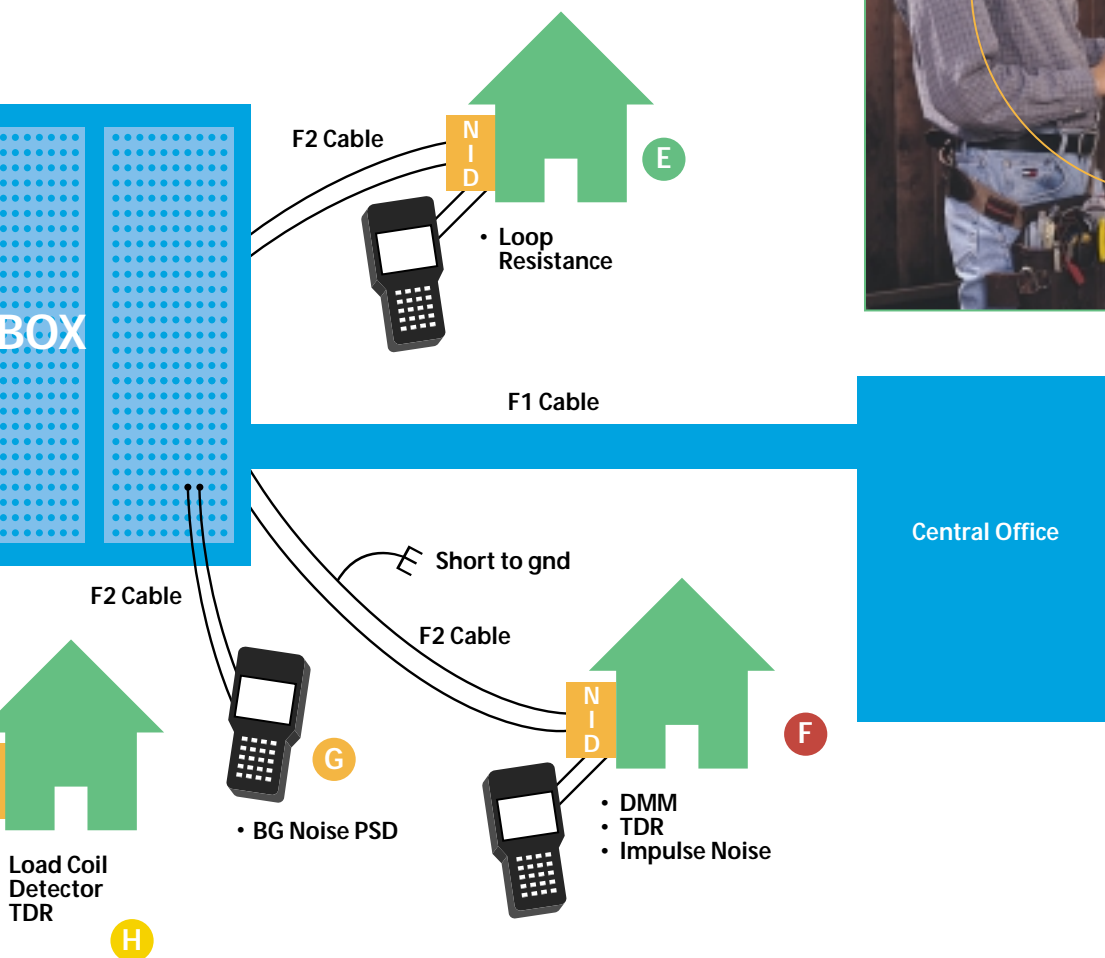 F2 Cable
N
I
D
E
• Loop
Resistance
BOX
F1 Cable
Central Office
Short to gnd
F2 Cable
F2 Cable
N
I
D
F
G
• DMM
• TDR
• Impulse Noise
• BG Noise PSD
Load Coil
Detector
TDR
H